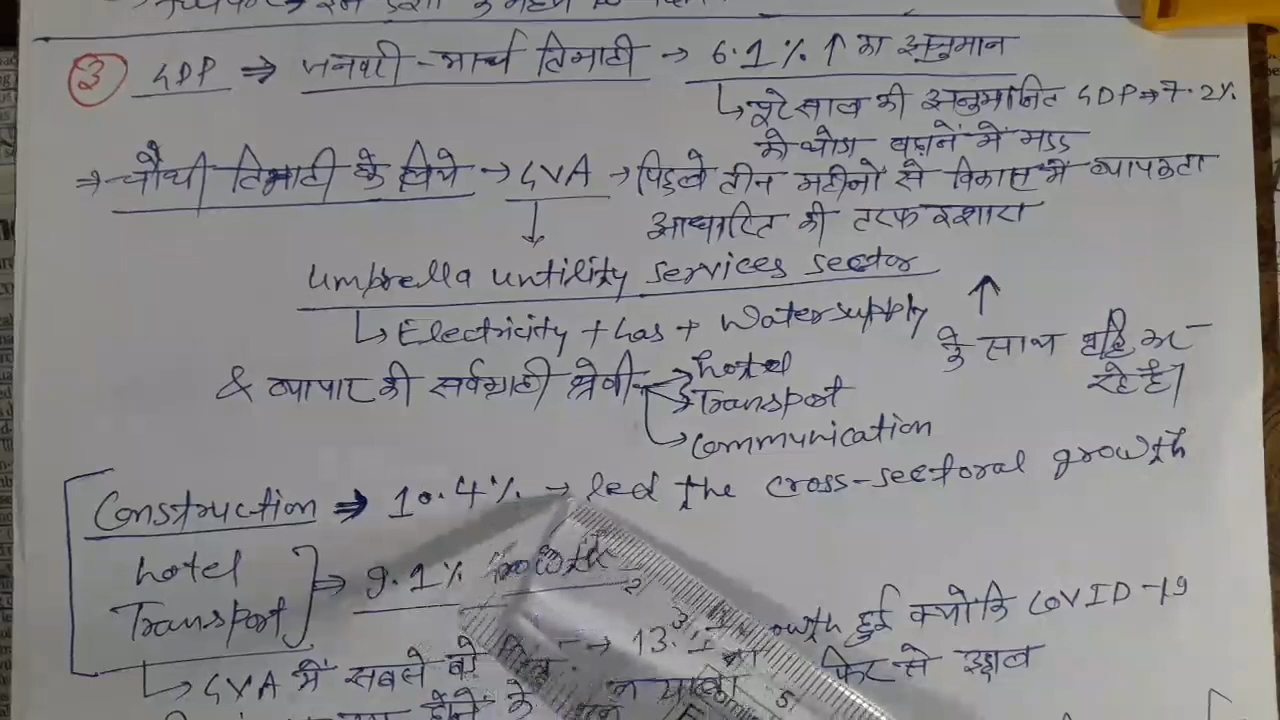 ③ GDP ⇒ जनवरी-मार्च तिमाही → 6.1% ↑ का अनुमान
↳ पूरे साल की अनुमानित GDP ⇒ 7.2%
को थोड़ा बढ़ाने में मदद
⇒ चौथी तिमाही के लिये → GVA → पिछले तीन महीनों से विकास में व्यापकता
आधारित की तरफ इशारा
↓
Umbrella untility services sector
↳ Electricity + Gas + Water supply
↑ के साथ वृद्धि कर
रहे है।
& व्यापार की सर्वग्राही श्रेणी → hotel
→ Transport
→ Communication
Construction ⇒ 10.4% → led the cross-sectoral growth
hotel
Transport ⇒ 9.1% Growth
↳ GVA में सबसे → 13. owth हुई क्योकि COVID-19
फिर से
होने के